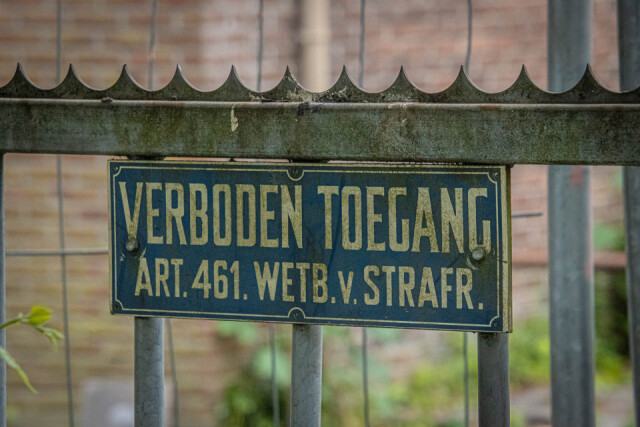 VERBODEN TOEGANG
ART. 461. WETB. v. STRAFR.